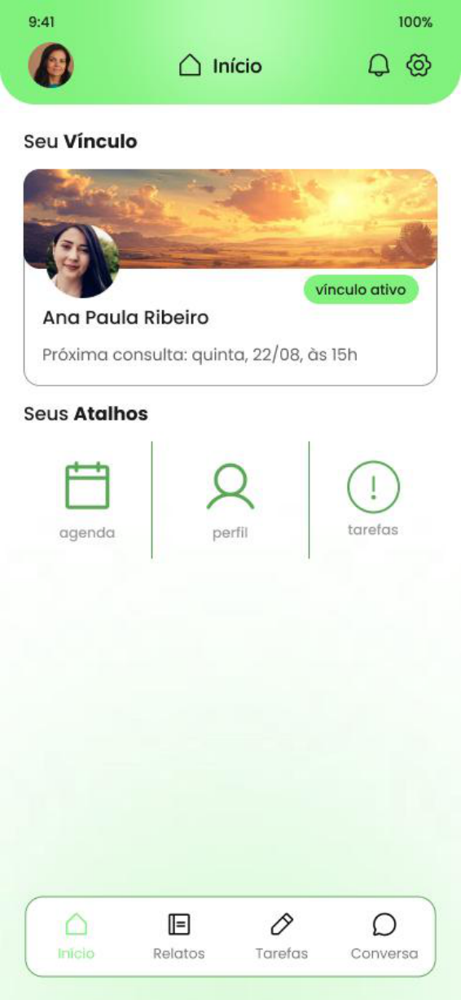 9:41 100%
Início
Seu Vínculo
vínculo ativo
Ana Paula Ribeiro
Próxima consulta: quinta, 22/08, às 15h
Seus Atalhos
agenda perfil tarefas
Início Relatos Tarefas Conversa